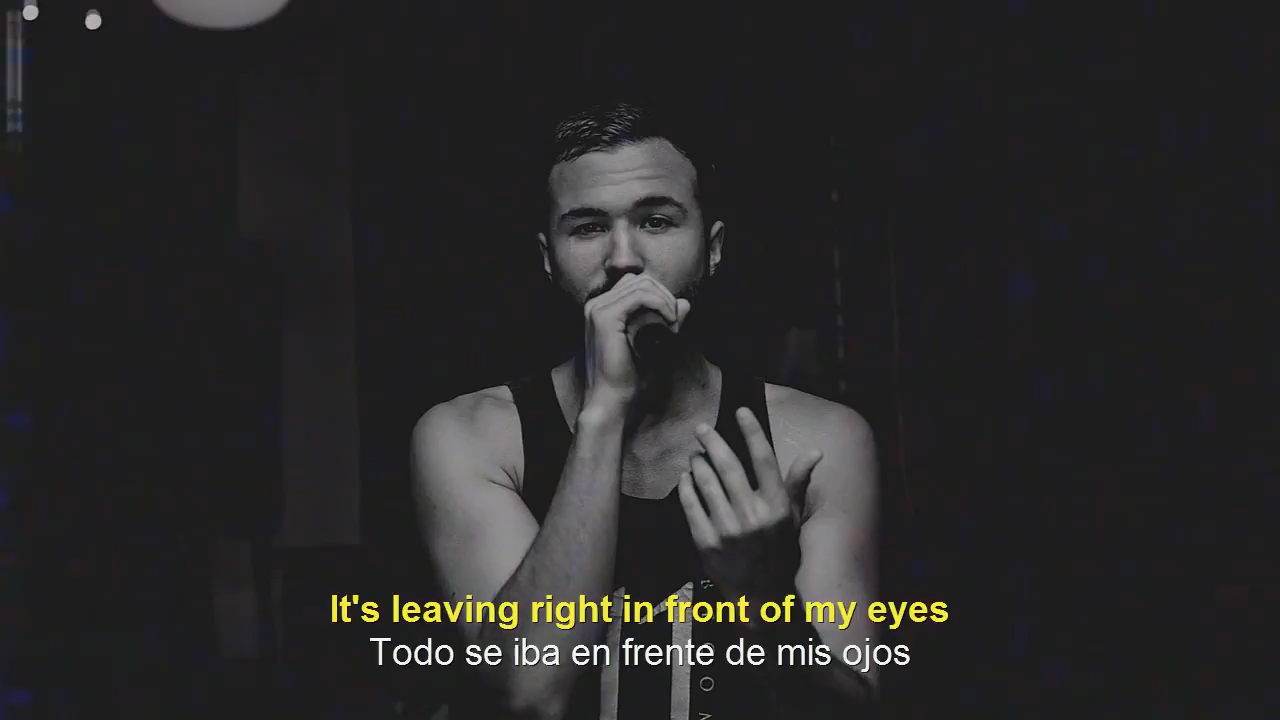 It's leaving right in front of my eyes
Todo se iba en frente de mis ojos